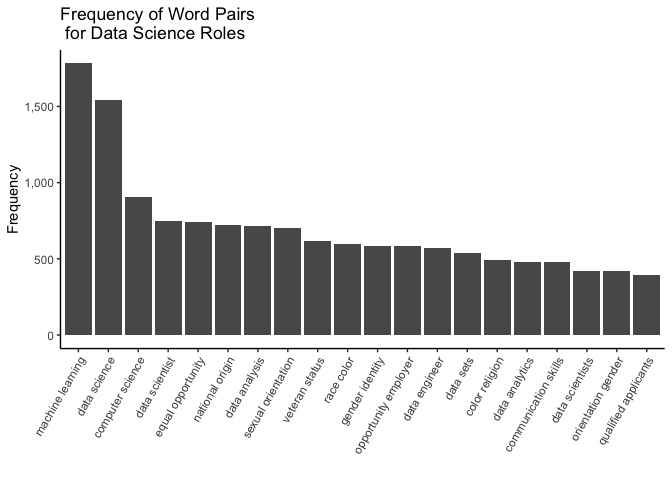 Frequency of Word Pairs
for Data Science Roles
Frequency
1,500
1,000
500
0
machine learning
data science
computer science
data scientist
equal opportunity
national origin
data analysis
sexual orientation
veteran status
race color
gender identity
opportunity employer
data engineer
data sets
color religion
data analytics
communication skills
data scientists
orientation gender
qualified applicants